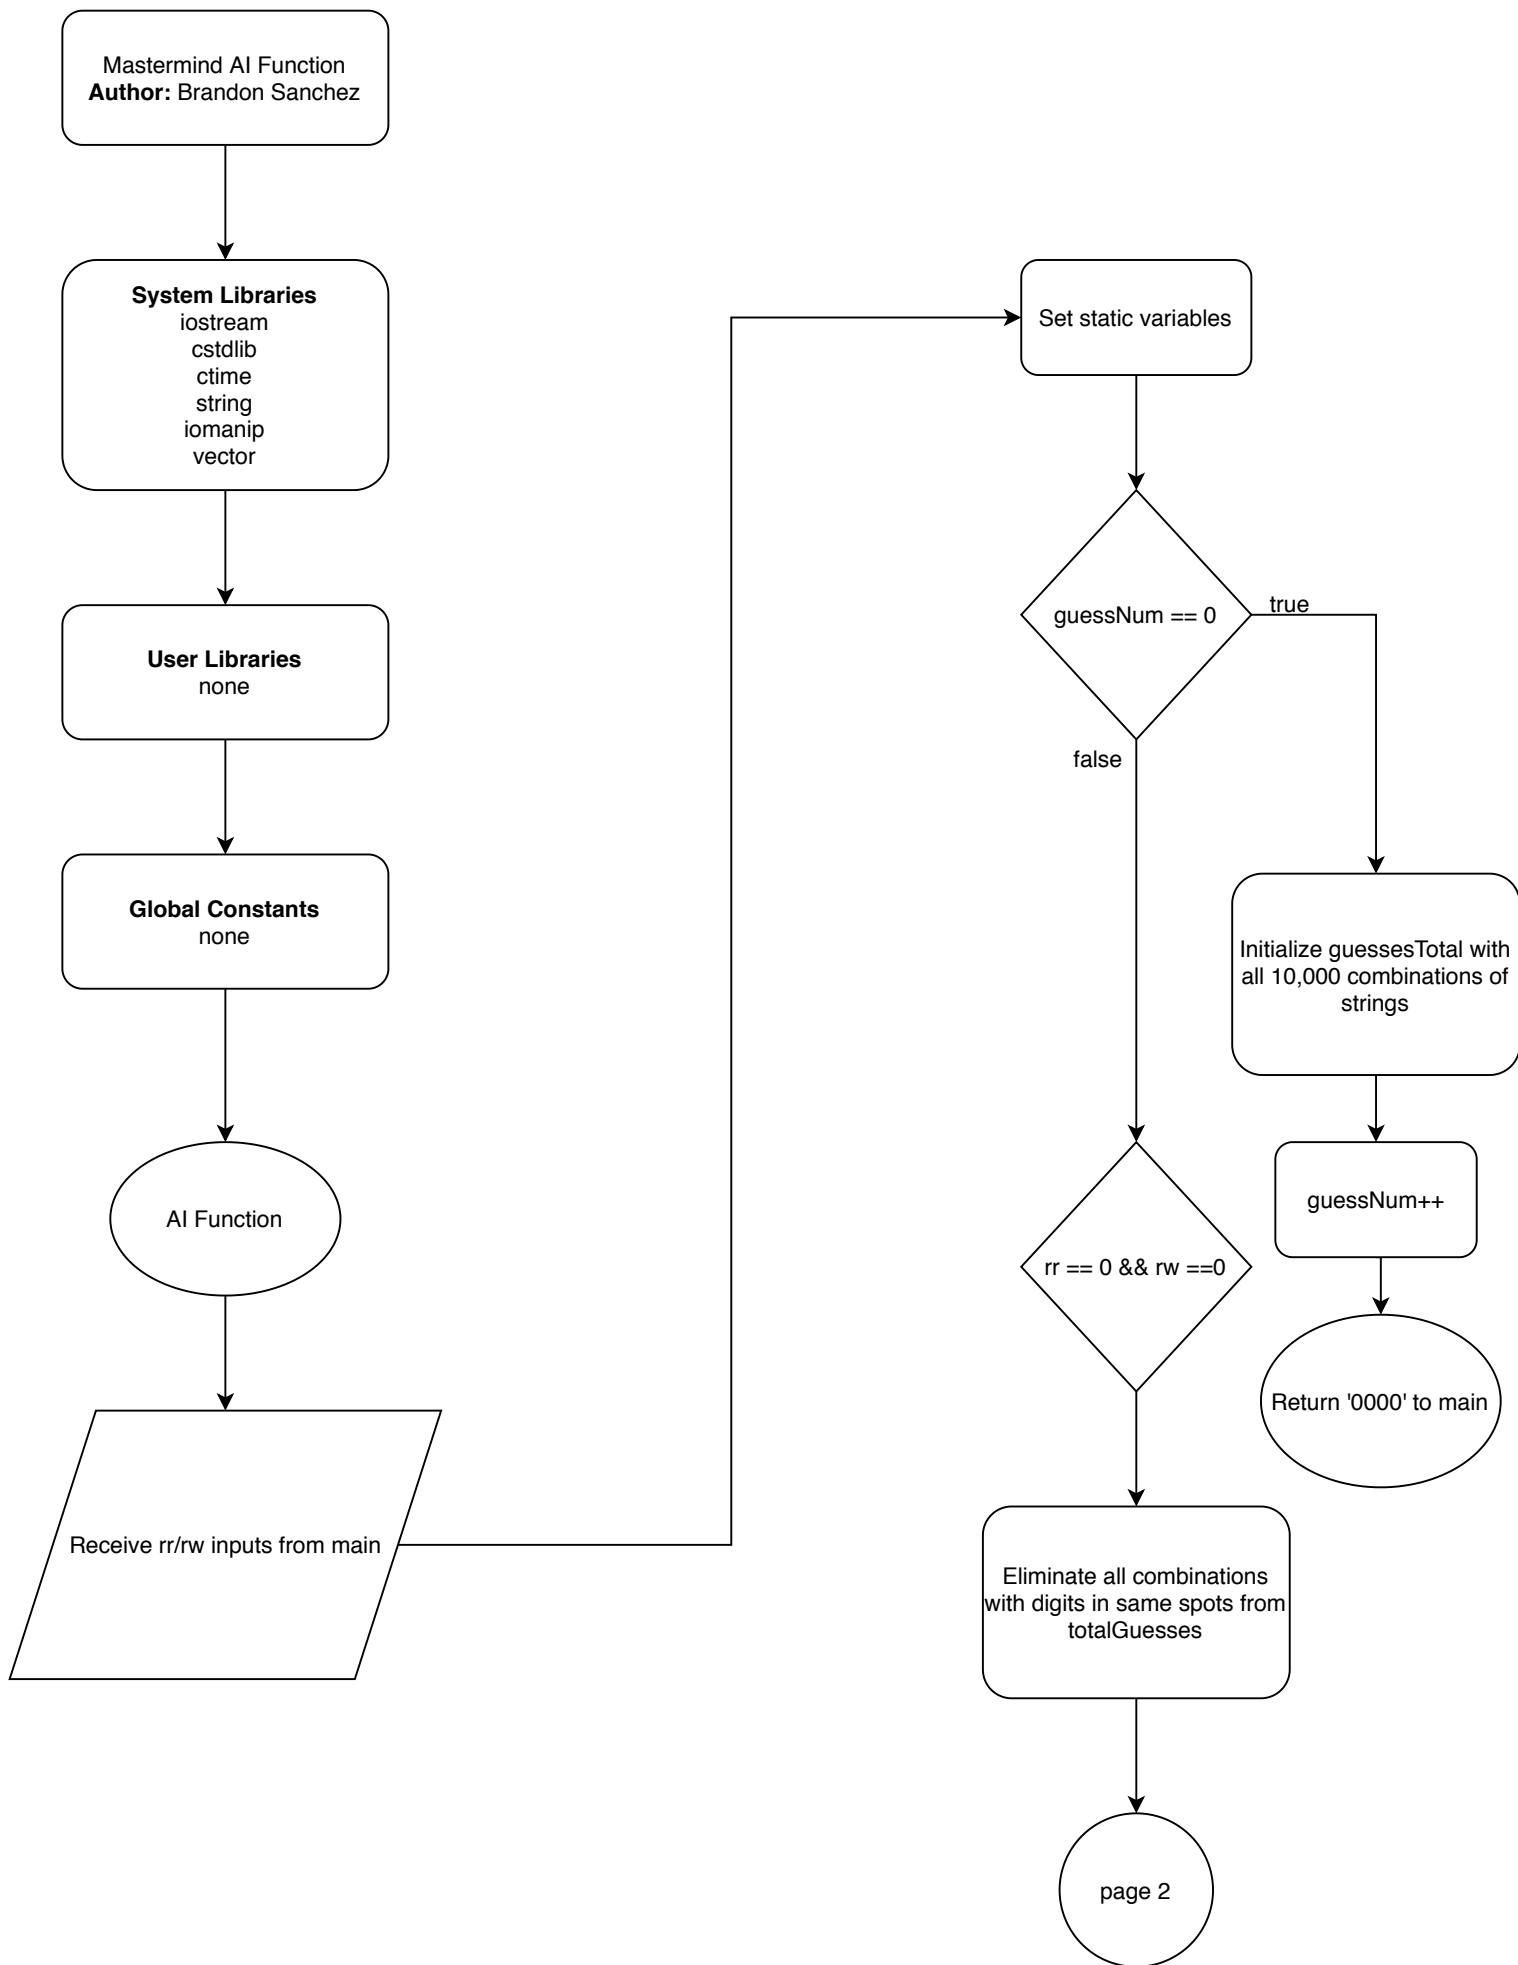 Mastermind AI Function
Author: Brandon Sanchez
System Libraries
iostream
cstdlib
ctime
string
iomanip
vector
User Libraries
none
Global Constants
none
AI Function
Receive rr/rw inputs from main
Set static variables
guessNum == 0
true
false
Initialize guessesTotal with
all 10,000 combinations of
strings
guessNum++
Return '0000' to main
rr == 0 && rw ==0
Eliminate all combinations
with digits in same spots from
totalGuesses
page 2